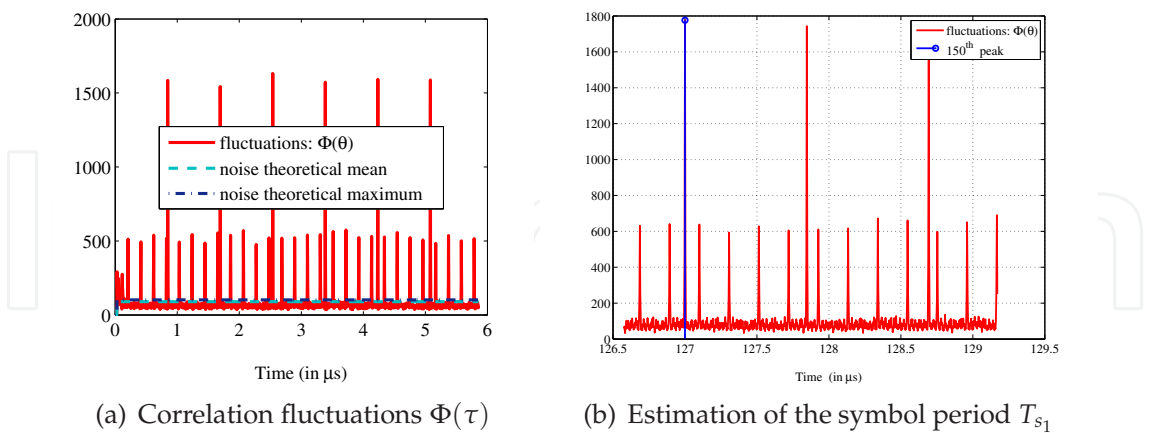 2000
1500
1000
500
0
fluctuations: Φ(θ)
noise theoretical mean
noise theoretical maximum
0 1 2 3 4 5 6
Time (in μs)
(a) Correlation fluctuations Φ(τ)
1800
1600
1400
1200
1000
800
600
400
200
0
fluctuations: Φ(θ)
150th peak
126.5 127 127.5 128 128.5 129 129.5
Time (in μs)
(b) Estimation of the symbol period Ts1